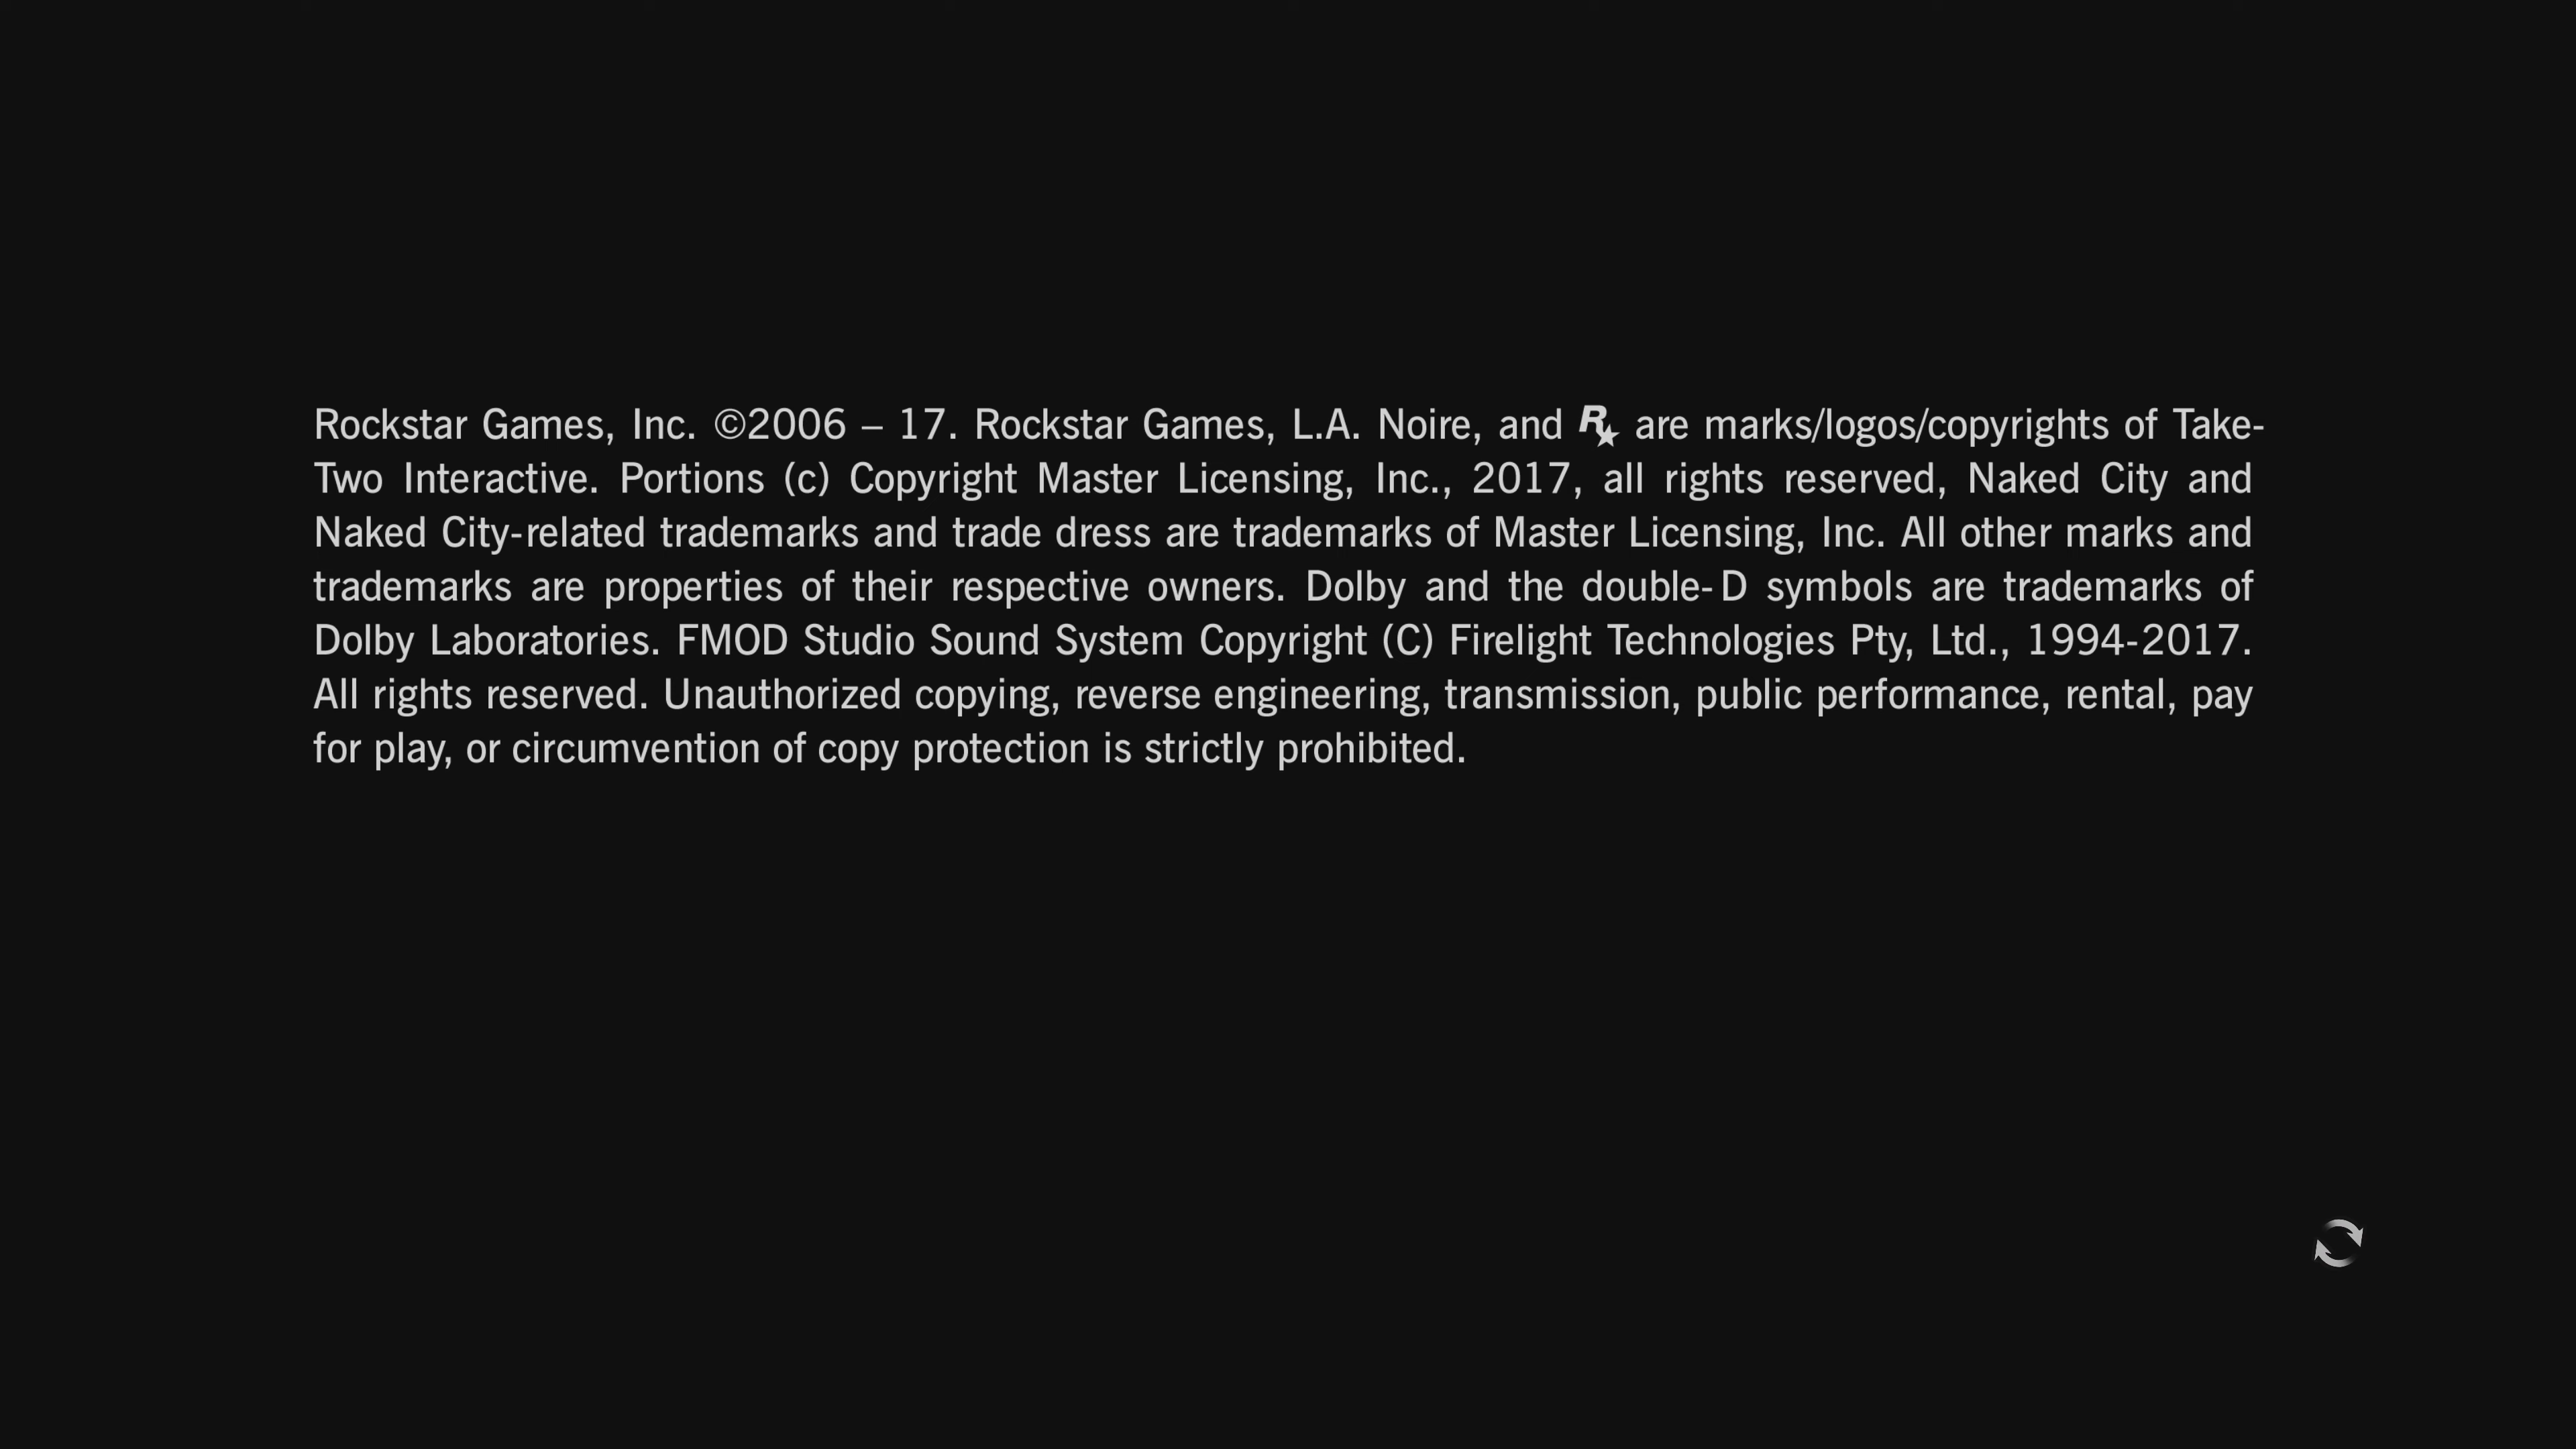 Rockstar Games, Inc. ©2006 – 17. Rockstar Games, L.A. Noire, and R★ are marks/logos/copyrights of Take-
Two Interactive. Portions (c) Copyright Master Licensing, Inc., 2017, all rights reserved, Naked City and
Naked City-related trademarks and trade dress are trademarks of Master Licensing, Inc. All other marks and
trademarks are properties of their respective owners. Dolby and the double- D symbols are trademarks of
Dolby Laboratories. FMOD Studio Sound System Copyright (C) Firelight Technologies Pty, Ltd., 1994-2017.
All rights reserved. Unauthorized copying, reverse engineering, transmission, public performance, rental, pay
for play, or circumvention of copy protection is strictly prohibited.